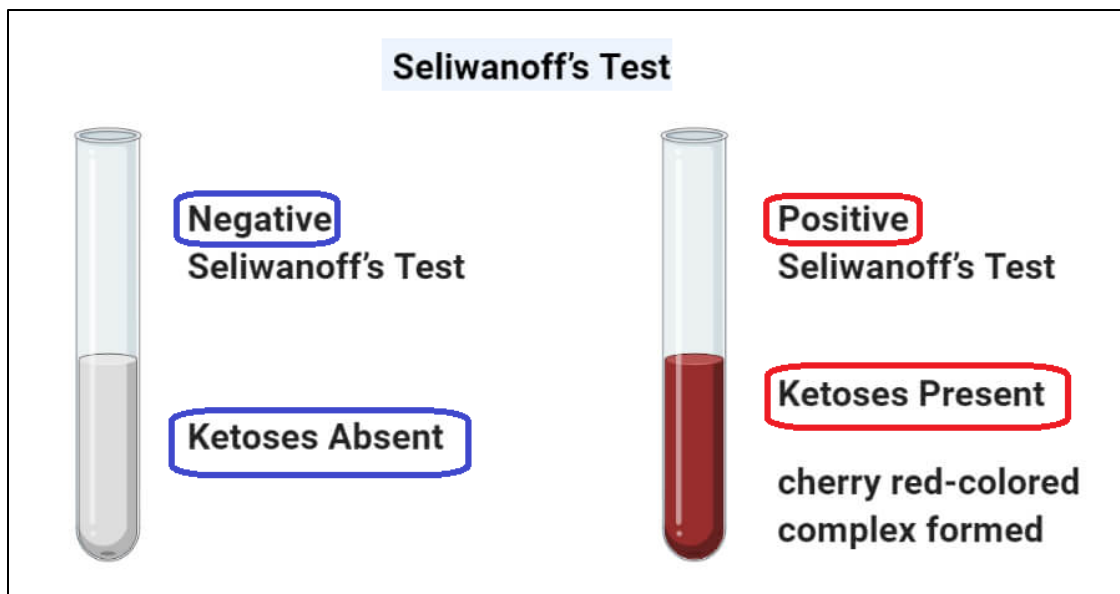 Seliwanoff’s Test
Negative
Seliwanoff’s Test
Ketoses Absent
Positive
Seliwanoff’s Test
Ketoses Present
cherry red-colored
complex formed